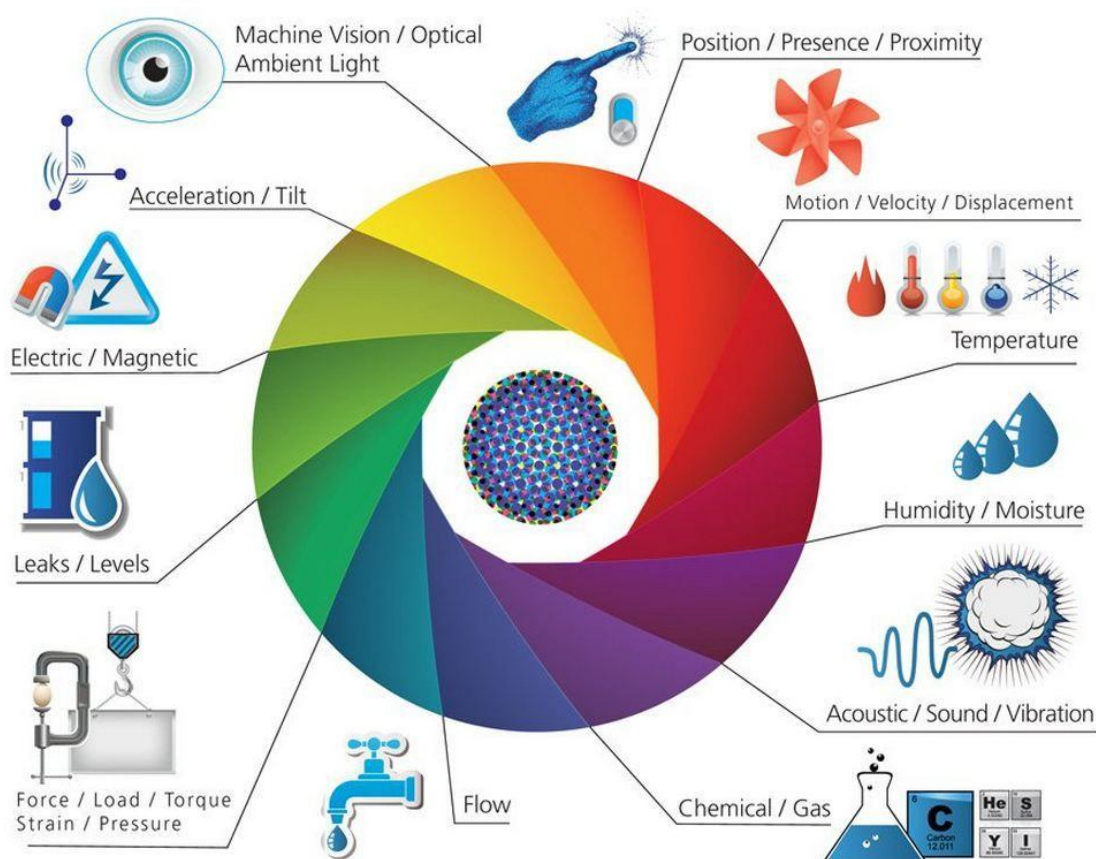 Machine Vision / Optical
Ambient Light
Position / Presence / Proximity
Acceleration / Tilt
Motion / Velocity / Displacement
Electric / Magnetic
Temperature
Humidity / Moisture
Leaks / Levels
Acoustic / Sound / Vibration
Force / Load / Torque
Strain / Pressure
Flow
Chemical / Gas
6
C
Carbon
12.011
He
S
Y
I